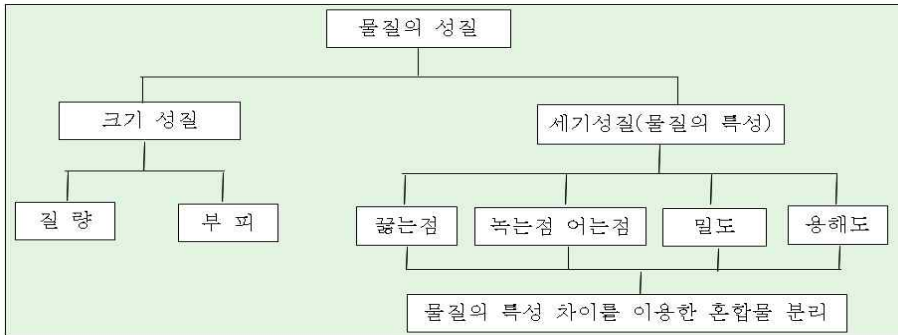 물질의 성질
크기 성질
세기성질(물질의 특성)
질 량
부 피
끓는점
녹는점 어는점
밀도
용해도
물질의 특성 차이를 이용한 혼합물 분리